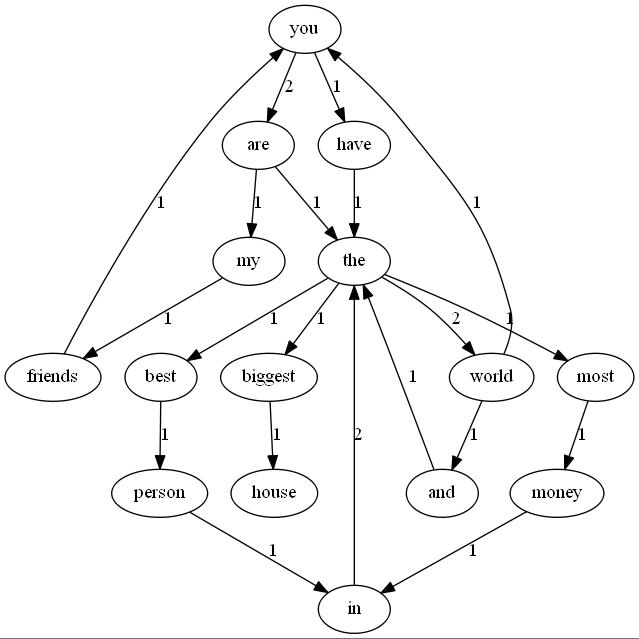 you
2 1
are have
1 1 1 1 1
my the
1 1 1 2 1
friends best biggest world most
1
1 1 2 1 1
person house and money
1 1
in